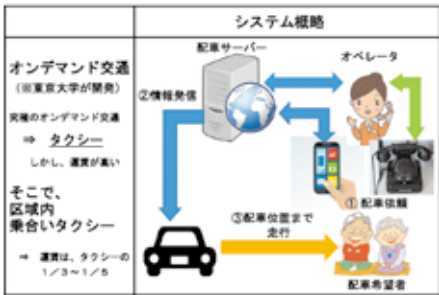 システム概略
オンデマンド交通
(※東京大学が開発)
究極のオンデマンド交通
⇒ タクシー
しかし、運賃が高い
そこで、
区域内
乗合いタクシー
⇒ 運賃は、タクシーの
1/3~1/5
配車サーバー
オペレータ
②情報発信
①配車依頼
③配車位置まで
走行
配車希望者